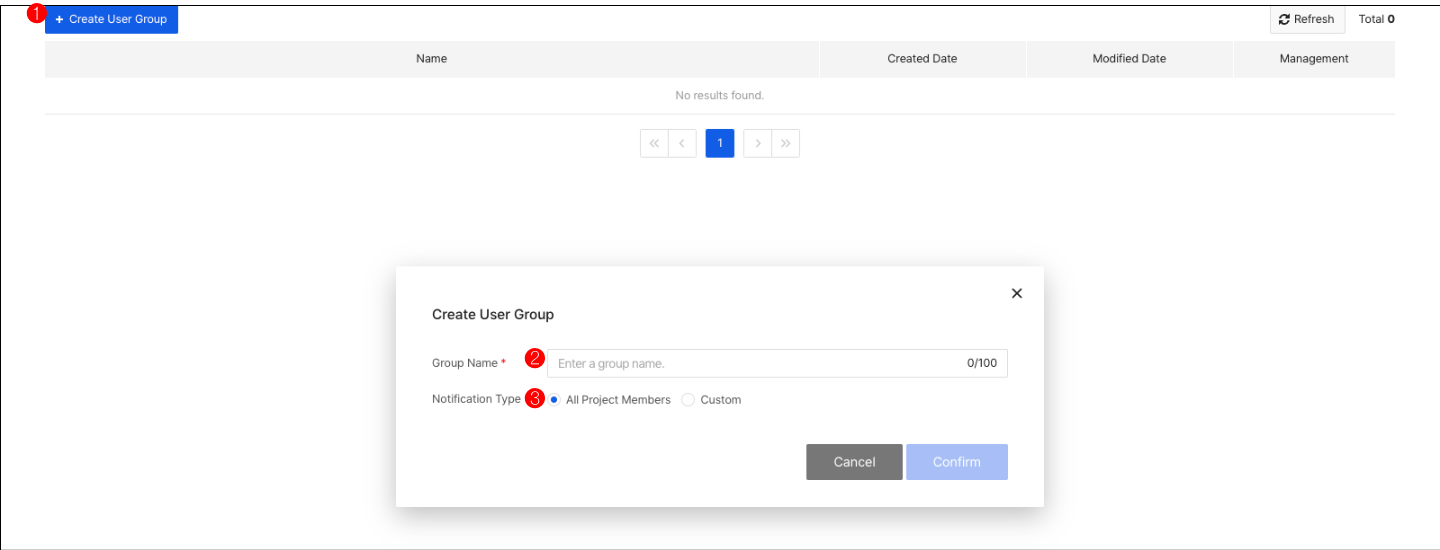 1 + Create User Group Refresh Total 0
Name Created Date Modified Date Management
No results found.
« < 1 > »
×
Create User Group
Group Name * 2 Enter a group name. 0/100
Notification Type 3 All Project Members Custom
Cancel Confirm